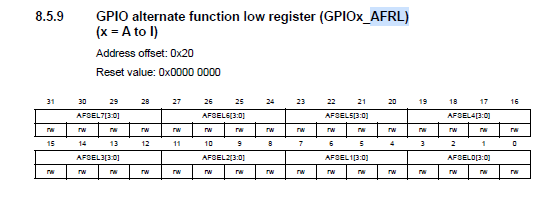 8.5.9 GPIO alternate function low register (GPIOx_AFRL)
(x = A to I)
Address offset: 0x20
Reset value: 0x0000 0000
31 30 29 28 27 26 25 24 23 22 21 20 19 18 17 16
AFSEL7[3:0] AFSEL6[3:0] AFSEL5[3:0] AFSEL4[3:0]
rw rw rw rw rw rw rw rw rw rw rw rw rw rw rw rw
15 14 13 12 11 10 9 8 7 6 5 4 3 2 1 0
AFSEL3[3:0] AFSEL2[3:0] AFSEL1[3:0] AFSEL0[3:0]
rw rw rw rw rw rw rw rw rw rw rw rw rw rw rw rw